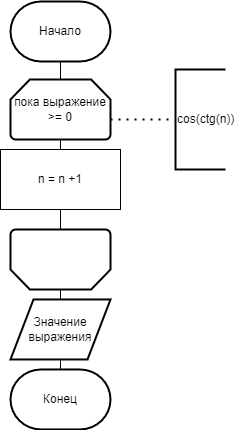 Начало
пока выражение
>= 0
cos(ctg(n))
n = n +1
Значение
выражения
Конец